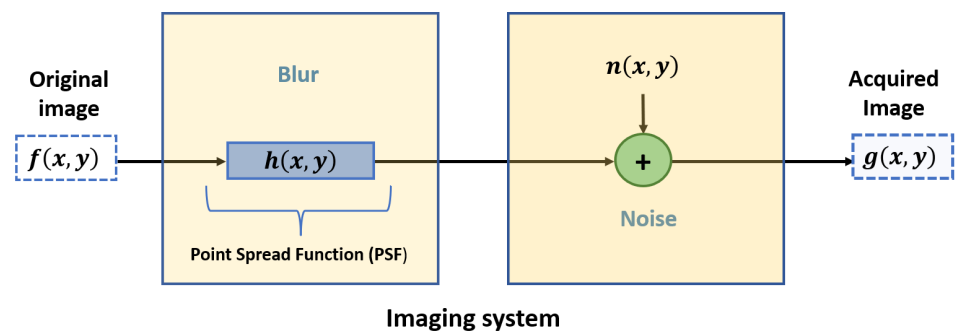 Original
image
f(x, y)
Blur
h(x, y)
Point Spread Function (PSF)
n(x, y)
+
Noise
Acquired
Image
g(x, y)
Imaging system